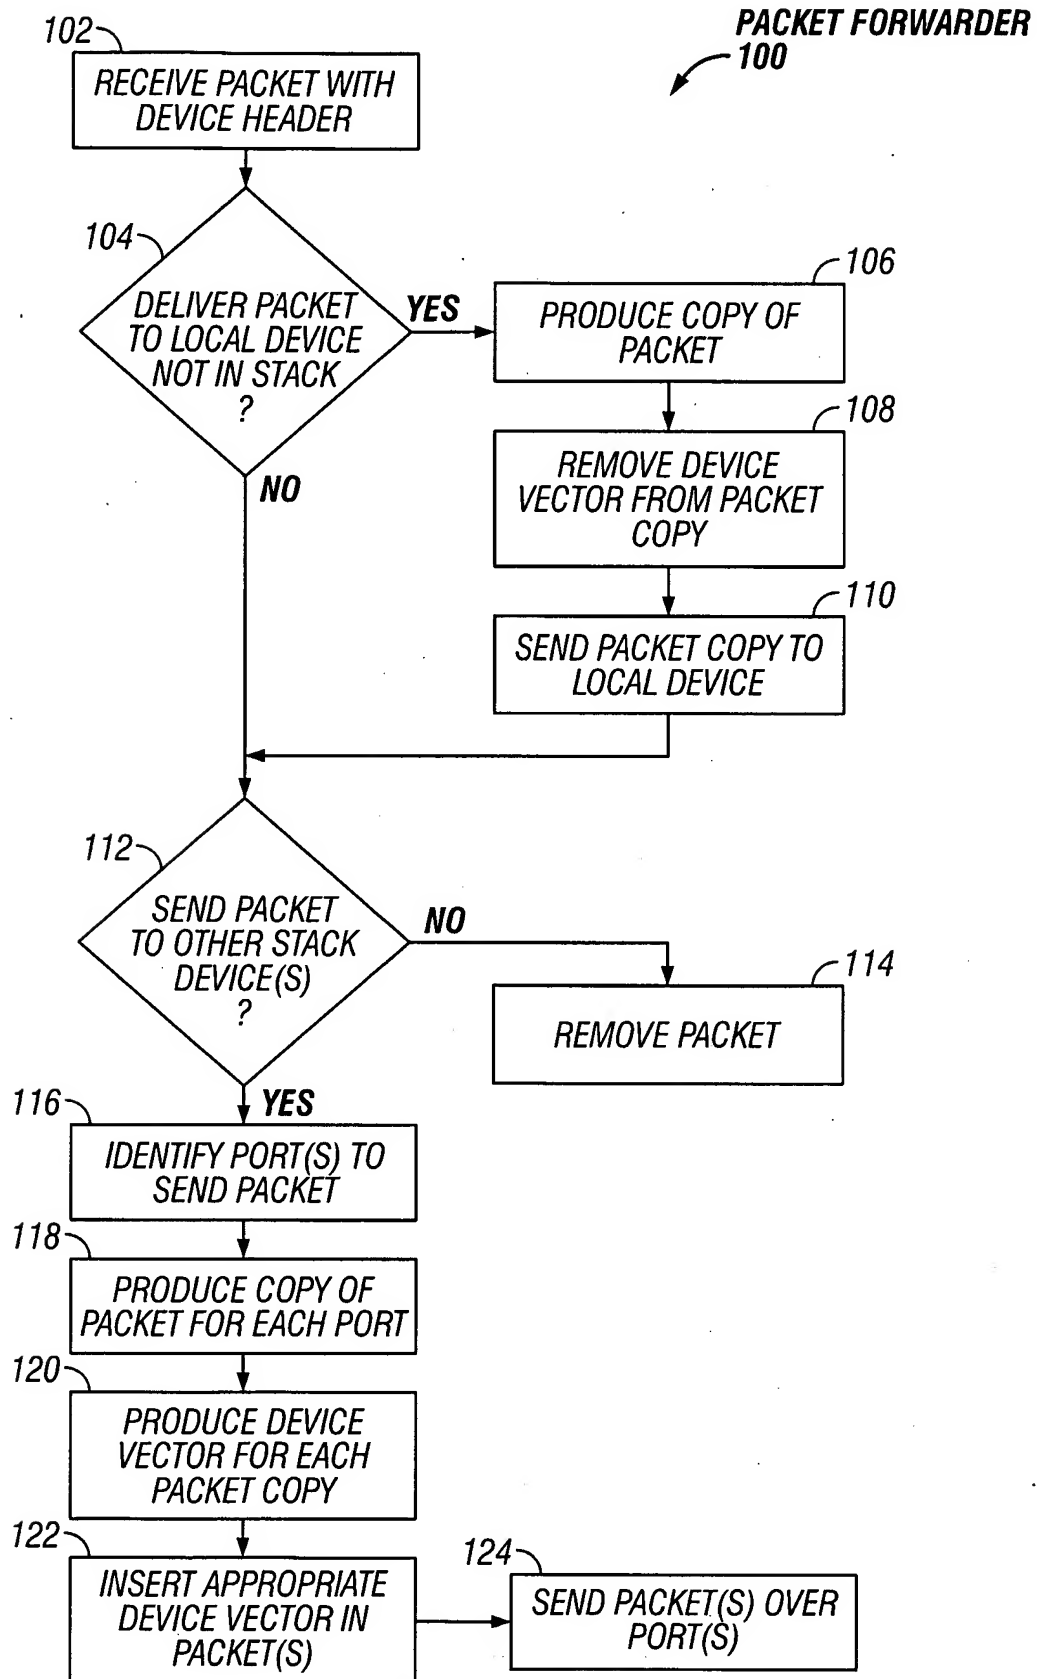 PACKET FORWARDER
100
102
RECEIVE PACKET WITH
DEVICE HEADER
104
DELIVER PACKET
TO LOCAL DEVICE
NOT IN STACK
?
YES
NO
106
PRODUCE COPY OF
PACKET
108
REMOVE DEVICE
VECTOR FROM PACKET
COPY
110
SEND PACKET COPY TO
LOCAL DEVICE
112
SEND PACKET
TO OTHER STACK
DEVICE(S)
?
NO
114
REMOVE PACKET
YES
116
IDENTIFY PORT(S) TO
SEND PACKET
118
PRODUCE COPY OF
PACKET FOR EACH PORT
120
PRODUCE DEVICE
VECTOR FOR EACH
PACKET COPY
122
INSERT APPROPRIATE
DEVICE VECTOR IN
PACKET(S)
124
SEND PACKET(S) OVER
PORT(S)